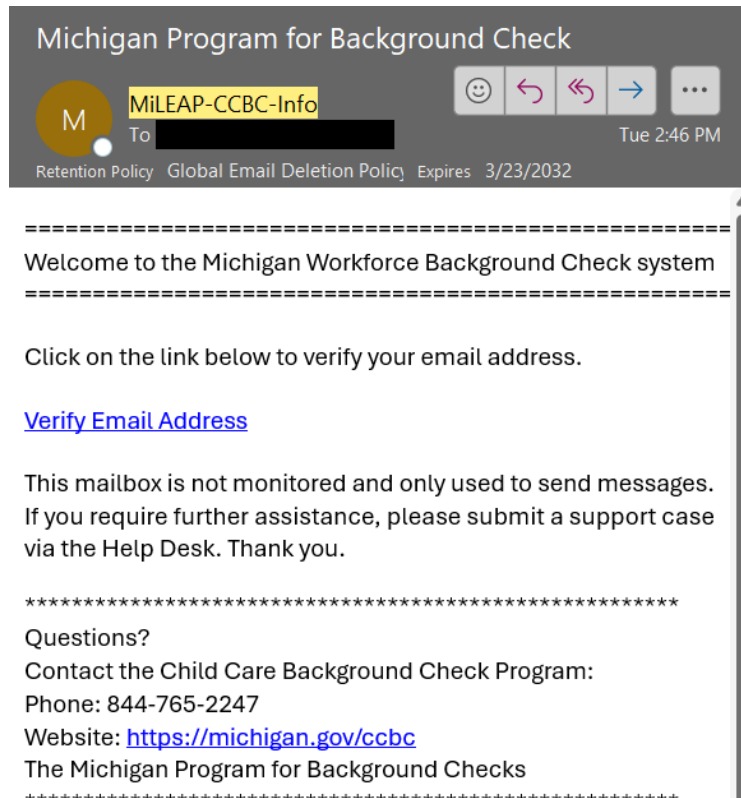 Michigan Program for Background Check
M
MiLEAP-CCBC-Info
To
Tue 2:46 PM
Retention Policy Global Email Deletion Policy Expires 3/23/2032
==================================================
Welcome to the Michigan Workforce Background Check system
==================================================
Click on the link below to verify your email address.
Verify Email Address
This mailbox is not monitored and only used to send messages.
If you require further assistance, please submit a support case
via the Help Desk. Thank you.
********************************************************
Questions?
Contact the Child Care Background Check Program:
Phone: 844-765-2247
Website: https://michigan.gov/ccbc
The Michigan Program for Background Checks
********************************************************